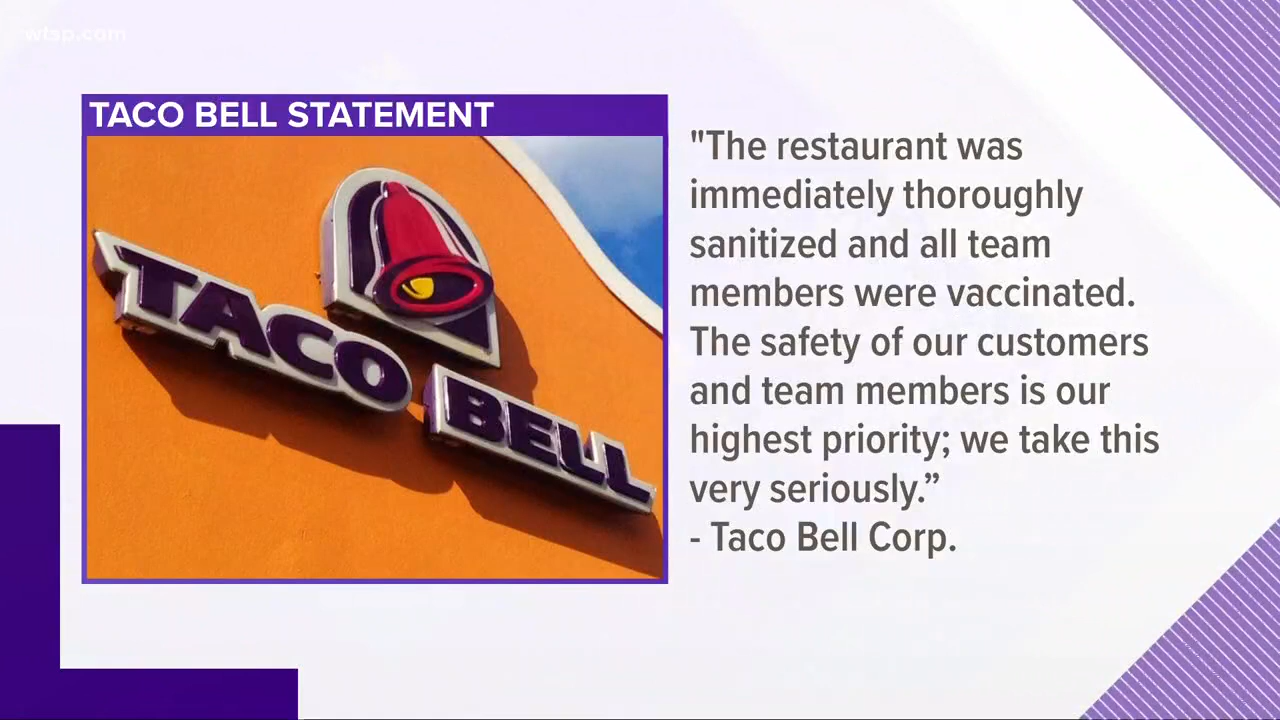 wtsp.com
TACO BELL STATEMENT
TACO BELL
"The restaurant was
immediately thoroughly
sanitized and all team
members were vaccinated.
The safety of our customers
and team members is our
highest priority; we take this
very seriously.”
- Taco Bell Corp.